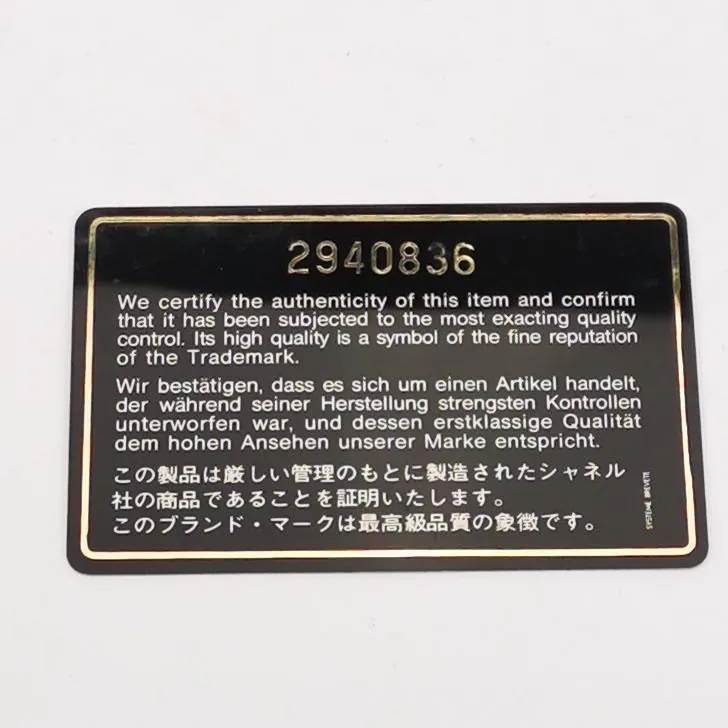 2940836
We certify the authenticity of this item and confirm
that it has been subjected to the most exacting quality
control. Its high quality is a symbol of the fine reputation
of the Trademark.
Wir bestätigen, dass es sich um einen Artikel handelt,
der während seiner Herstellung strengsten Kontrollen
unterworfen war, und dessen erstklassige Qualität
dem hohen Ansehen unserer Marke entspricht.
この製品は厳しい管理のもとに製造されたシャネル
社の商品であることを証明いたします。
このブランド・マークは最高級品質の象徴です。
SYSTEME BREVETE